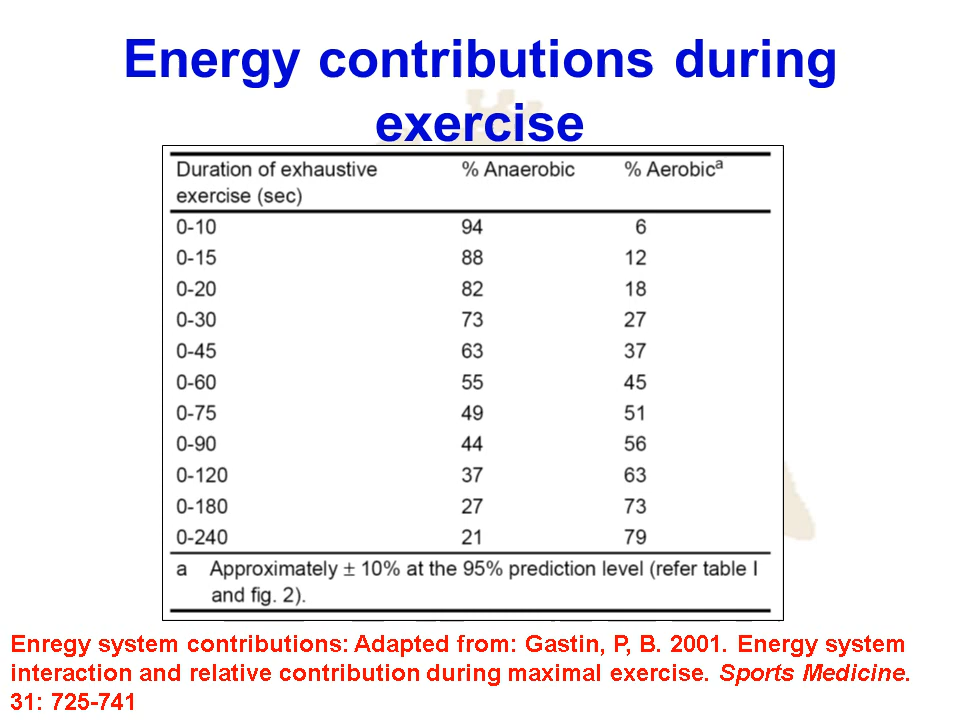 Energy contributions during
exercise
Duration of exhaustive % Anaerobic % Aerobicᵃ
exercise (sec)
0-10 94 6
0-15 88 12
0-20 82 18
0-30 73 27
0-45 63 37
0-60 55 45
0-75 49 51
0-90 44 56
0-120 37 63
0-180 27 73
0-240 21 79
a Approximately ± 10% at the 95% prediction level (refer table I
and fig. 2).
Enregy system contributions: Adapted from: Gastin, P, B. 2001. Energy system
interaction and relative contribution during maximal exercise. Sports Medicine.
31: 725-741